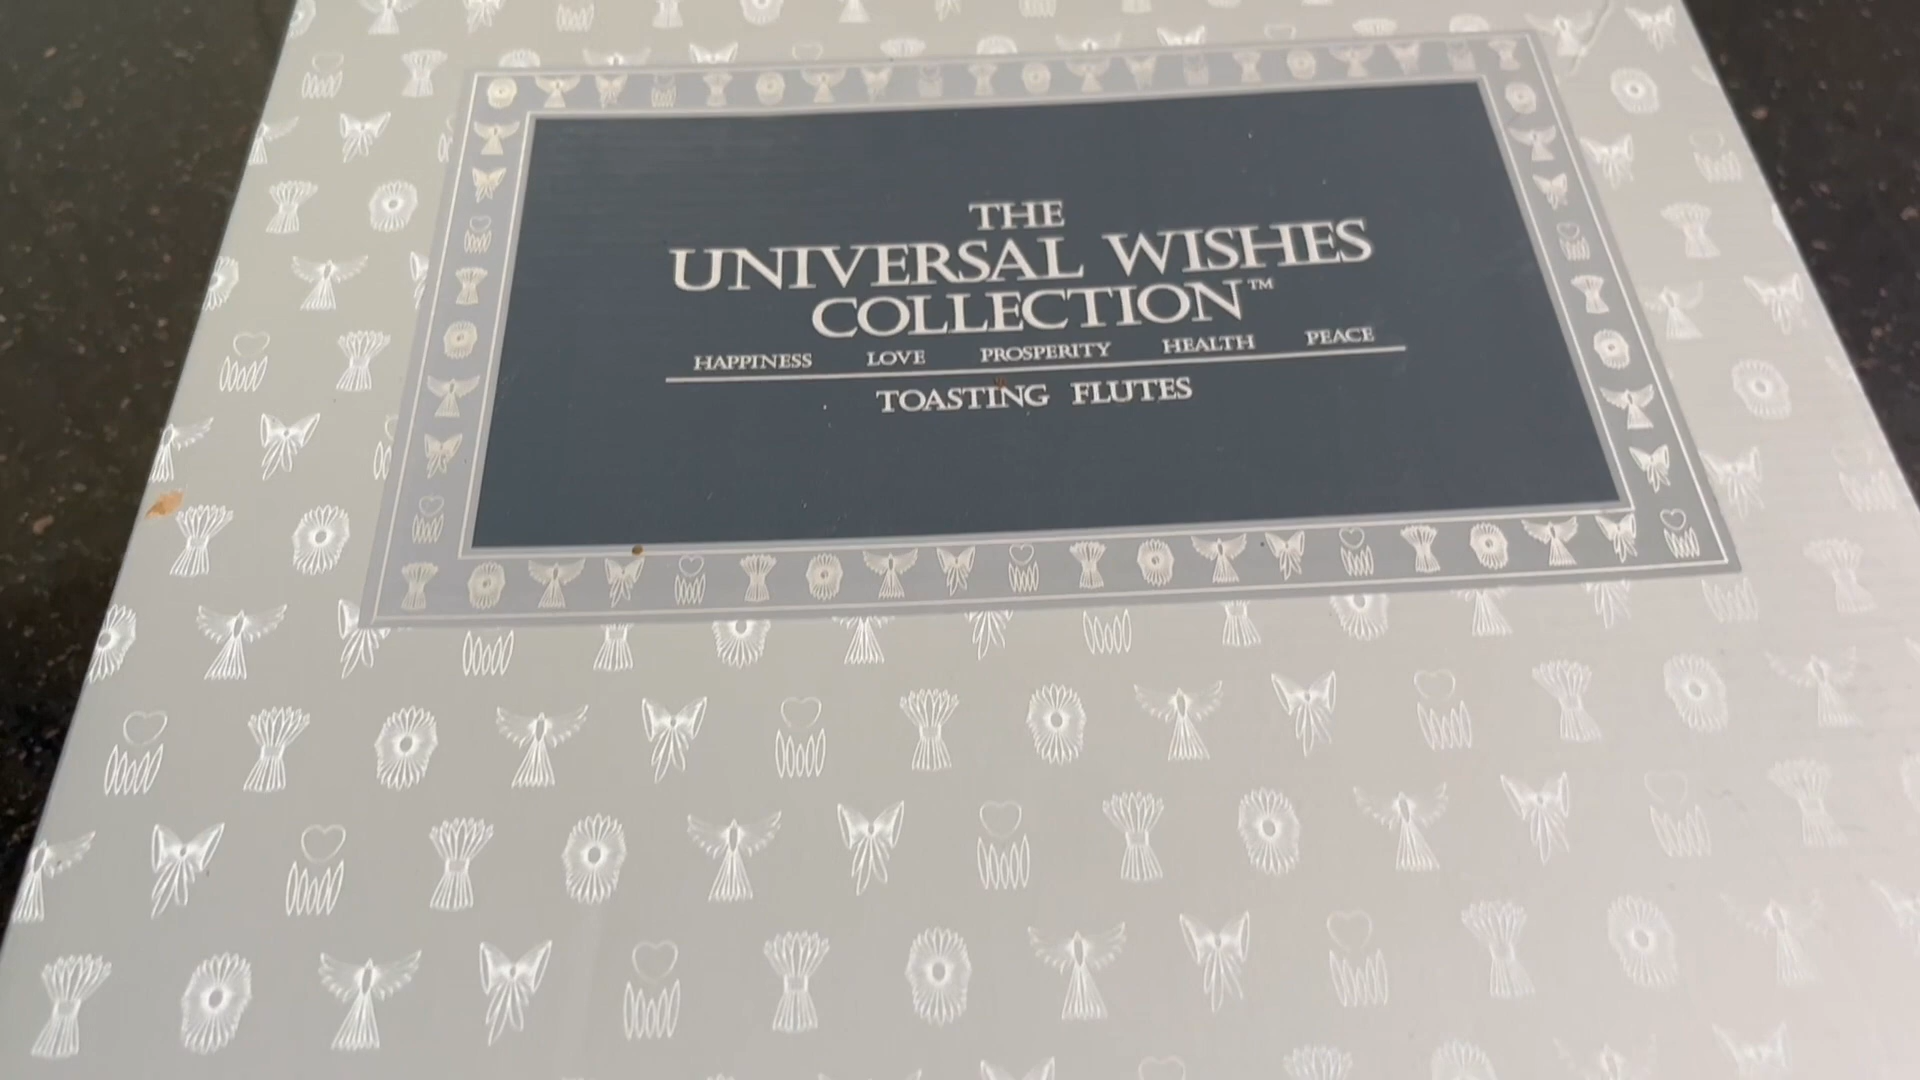 THE
UNIVERSAL WISHES
COLLECTION™
HAPPINESS LOVE PROSPERITY HEALTH PEACE
TOASTING FLUTES